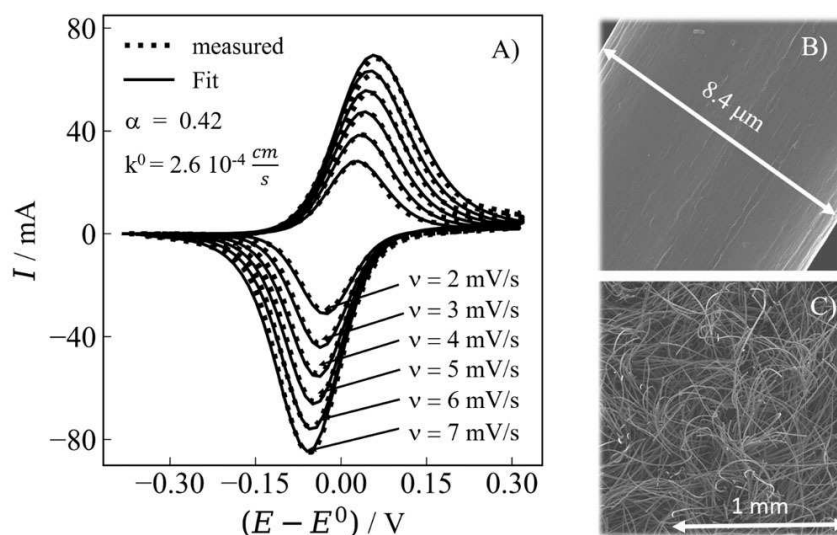 A)
measured
Fit
α = 0.42
k⁰ = 2.6 10⁻⁴ cm/s
80
40
0
−40
−80
I / mA
ν = 2 mV/s
ν = 3 mV/s
ν = 4 mV/s
ν = 5 mV/s
ν = 6 mV/s
ν = 7 mV/s
−0.30 −0.15 0.00 0.15 0.30
(E − E⁰) / V
B)
8.4 μm
C)
1 mm